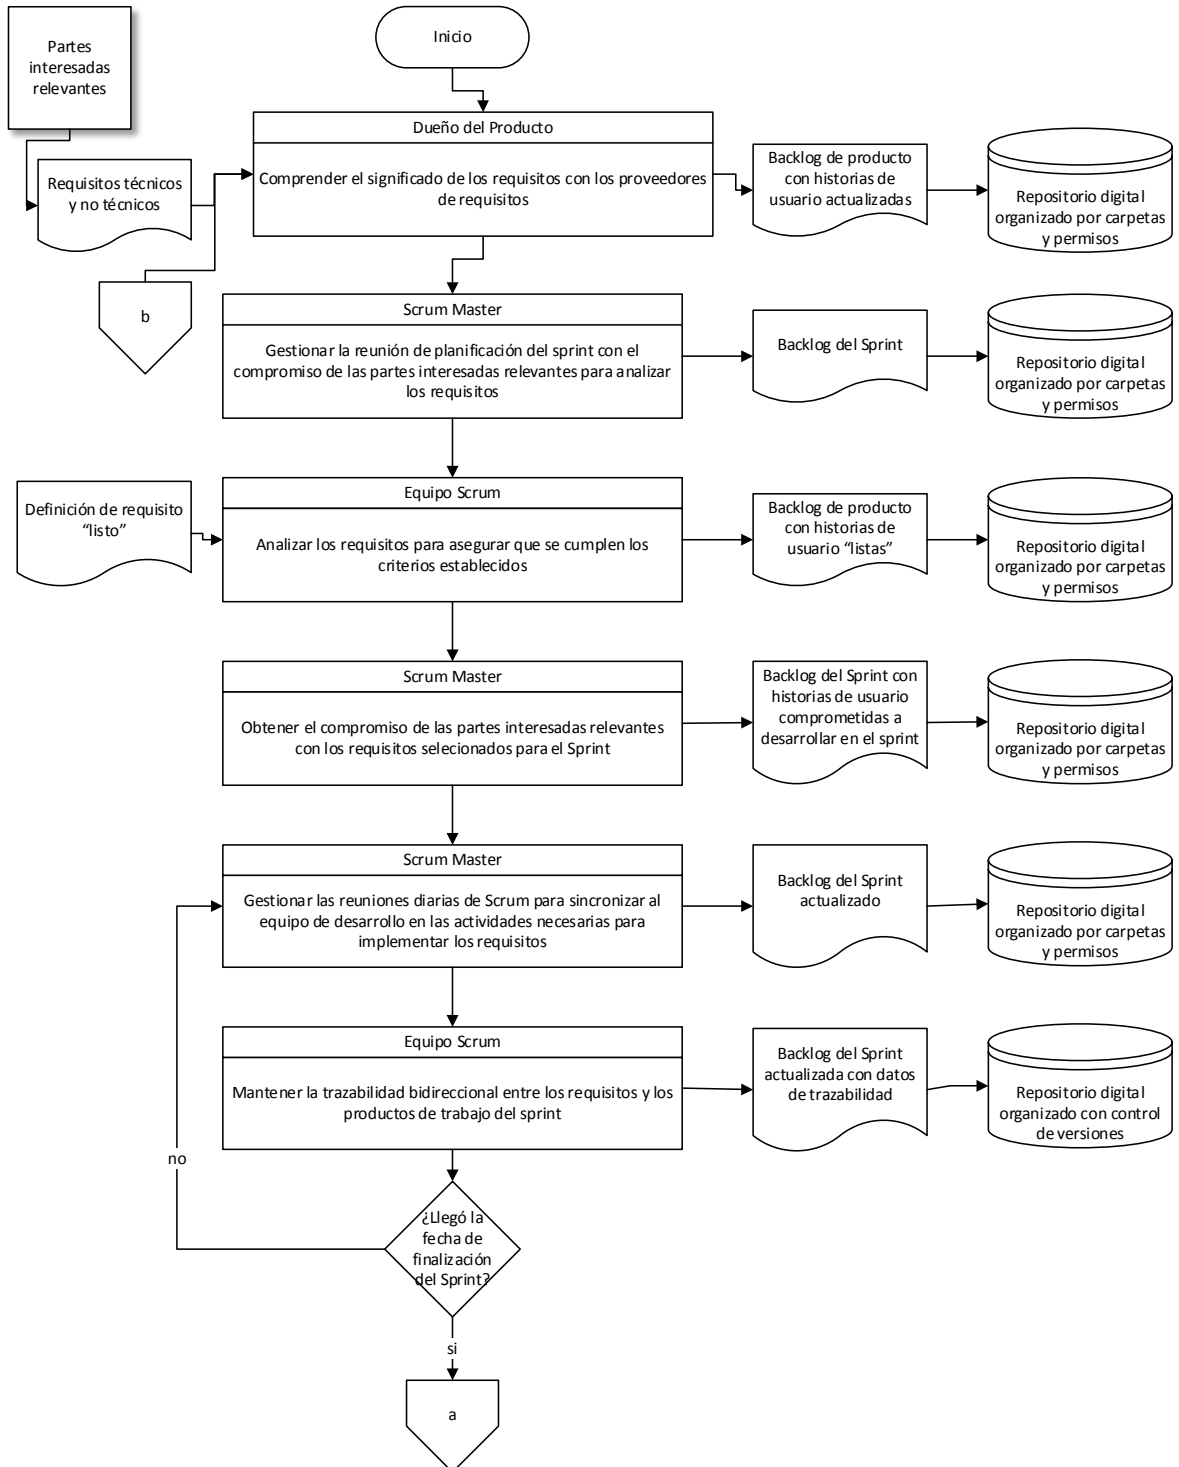 Partes
interesadas
relevantes
Inicio
Dueño del Producto
Comprender el significado de los requisitos con los proveedores
de requisitos
Requisitos técnicos
y no técnicos
Backlog de producto
con historias de
usuario actualizadas
Repositorio digital
organizado por carpetas
y permisos
b
Scrum Master
Gestionar la reunión de planificación del sprint con el
compromiso de las partes interesadas relevantes para analizar
los requisitos
Backlog del Sprint
Repositorio digital
organizado por carpetas
y permisos
Definición de requisito
“listo”
Equipo Scrum
Analizar los requisitos para asegurar que se cumplen los
criterios establecidos
Backlog de producto
con historias de
usuario “listas”
Repositorio digital
organizado por carpetas
y permisos
Scrum Master
Obtener el compromiso de las partes interesadas relevantes
con los requisitos selecionados para el Sprint
Backlog del Sprint con
historias de usuario
comprometidas a
desarrollar en el sprint
Repositorio digital
organizado por carpetas
y permisos
Scrum Master
Gestionar las reuniones diarias de Scrum para sincronizar al
equipo de desarrollo en las actividades necesarias para
implementar los requisitos
Backlog del Sprint
actualizado
Repositorio digital
organizado por carpetas
y permisos
Equipo Scrum
Mantener la trazabilidad bidireccional entre los requisitos y los
productos de trabajo del sprint
Backlog del Sprint
actualizada con datos
de trazabilidad
Repositorio digital
organizado con control
de versiones
no
¿Llegó la
fecha de
finalización
del Sprint?
si
a